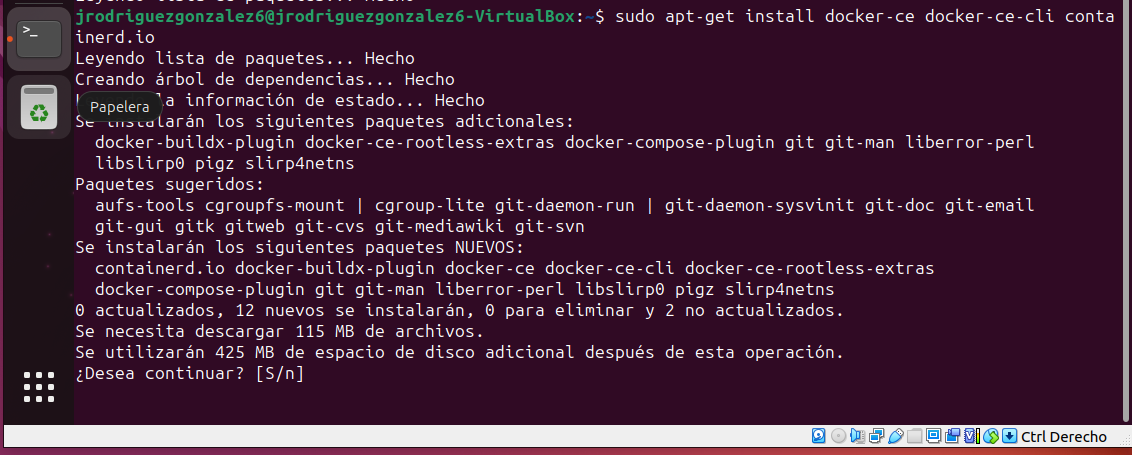 Leyendo lista de paquetes... Hecho
jrodriguezgonzalez6@jrodriguezgonzalez6-VirtualBox:~$ sudo apt-get install docker-ce docker-ce-cli conta
inerd.io
Leyendo lista de paquetes... Hecho
Creando árbol de dependencias... Hecho
la información de estado... Hecho
Papelera
Se instalarán los siguientes paquetes adicionales:
  docker-buildx-plugin docker-ce-rootless-extras docker-compose-plugin git git-man liberror-perl
  libslirp0 pigz slirp4netns
Paquetes sugeridos:
  aufs-tools cgroupfs-mount | cgroup-lite git-daemon-run | git-daemon-sysvinit git-doc git-email
  git-gui gitk gitweb git-cvs git-mediawiki git-svn
Se instalarán los siguientes paquetes NUEVOS:
  containerd.io docker-buildx-plugin docker-ce docker-ce-cli docker-ce-rootless-extras
  docker-compose-plugin git git-man liberror-perl libslirp0 pigz slirp4netns
0 actualizados, 12 nuevos se instalarán, 0 para eliminar y 2 no actualizados.
Se necesita descargar 115 MB de archivos.
Se utilizarán 425 MB de espacio de disco adicional después de esta operación.
¿Desea continuar? [S/n]
Ctrl Derecho